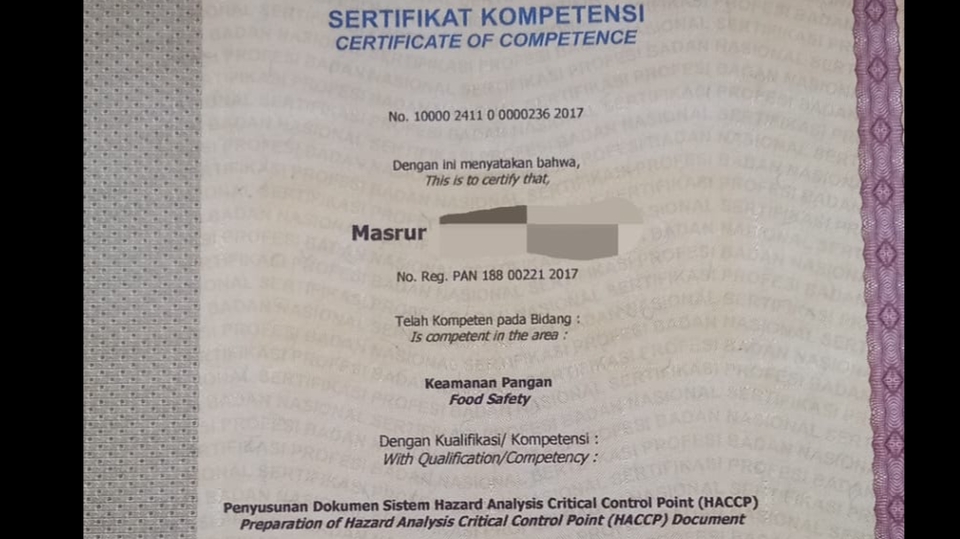 SERTIFIKAT KOMPETENSI
CERTIFICATE OF COMPETENCE
No. 10000 2411 0 0000236 2017
Dengan ini menyatakan bahwa,
This is to certify that,
Masrur
No. Reg. PAN 188 00221 2017
Telah Kompeten pada Bidang :
Is competent in the area :
Keamanan Pangan
Food Safety
Dengan Kualifikasi/ Kompetensi :
With Qualification/Competency :
Penyusunan Dokumen Sistem Hazard Analysis Critical Control Point (HACCP)
Preparation of Hazard Analysis Critical Control Point (HACCP) Document